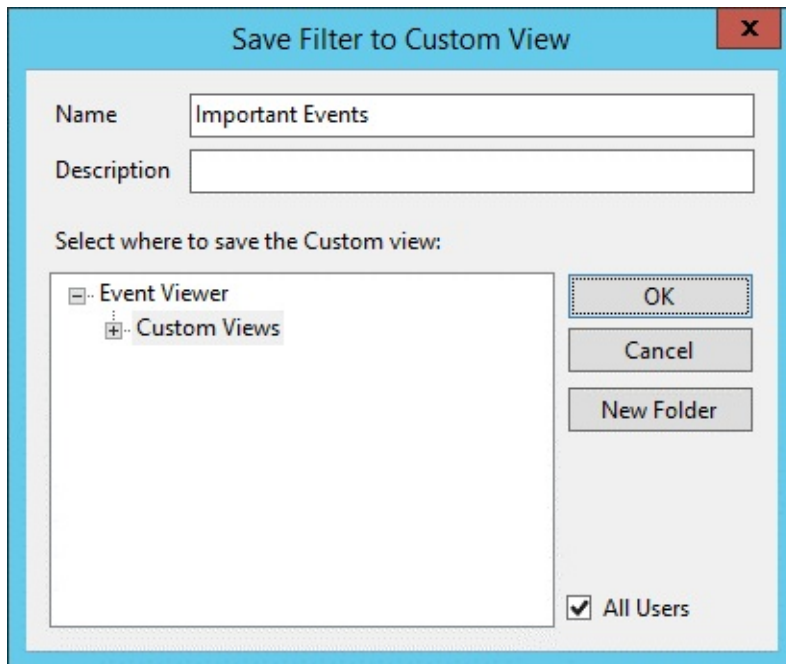 Save Filter to Custom View
x
Name
Important Events
Description
Select where to save the Custom view:
Event Viewer
Custom Views
OK
Cancel
New Folder
All Users